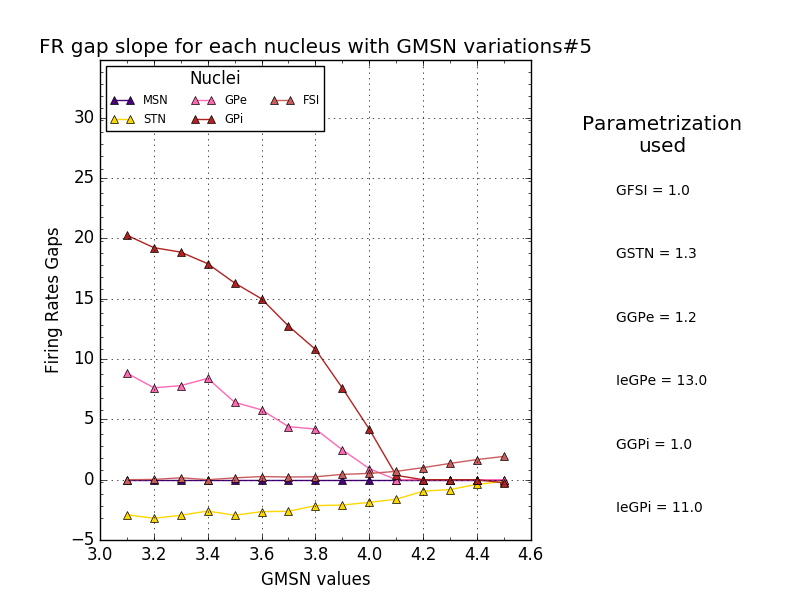 FR gap slope for each nucleus with GMSN variations#5
Nuclei
MSN GPe FSI
STN GPi
30
25
20
15
10
5
0
−5
3.0 3.2 3.4 3.6 3.8 4.0 4.2 4.4 4.6
Firing Rates Gaps
GMSN values
Parametrization
used
GFSI = 1.0
GSTN = 1.3
GGPe = 1.2
IeGPe = 13.0
GGPi = 1.0
IeGPi = 11.0